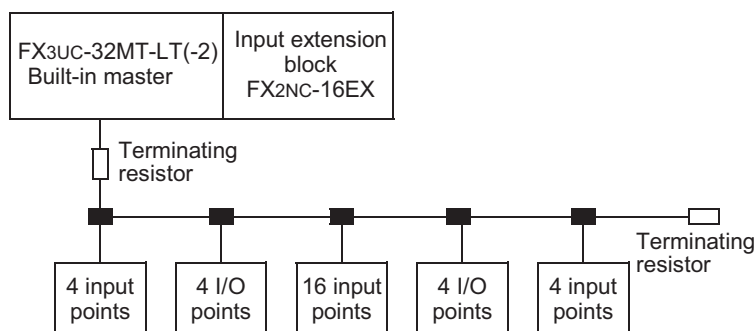 FX3UC-32MT-LT(-2)
Built-in master
Input extension
block
FX2NC-16EX
Terminating
resistor
Terminating
resistor
4 input
points
4 I/O
points
16 input
points
4 I/O
points
4 input
points